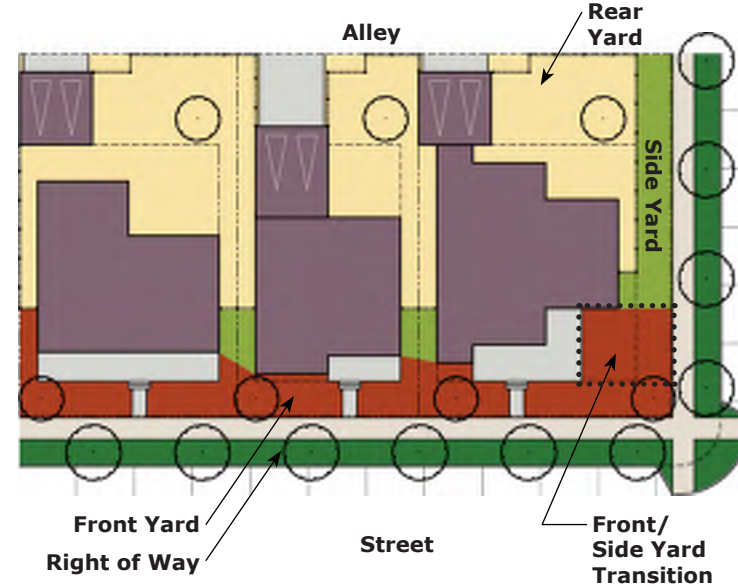 Alley
Rear
Yard
Side Yard
Front Yard
Right of Way
Street
Front/
Side Yard
Transition